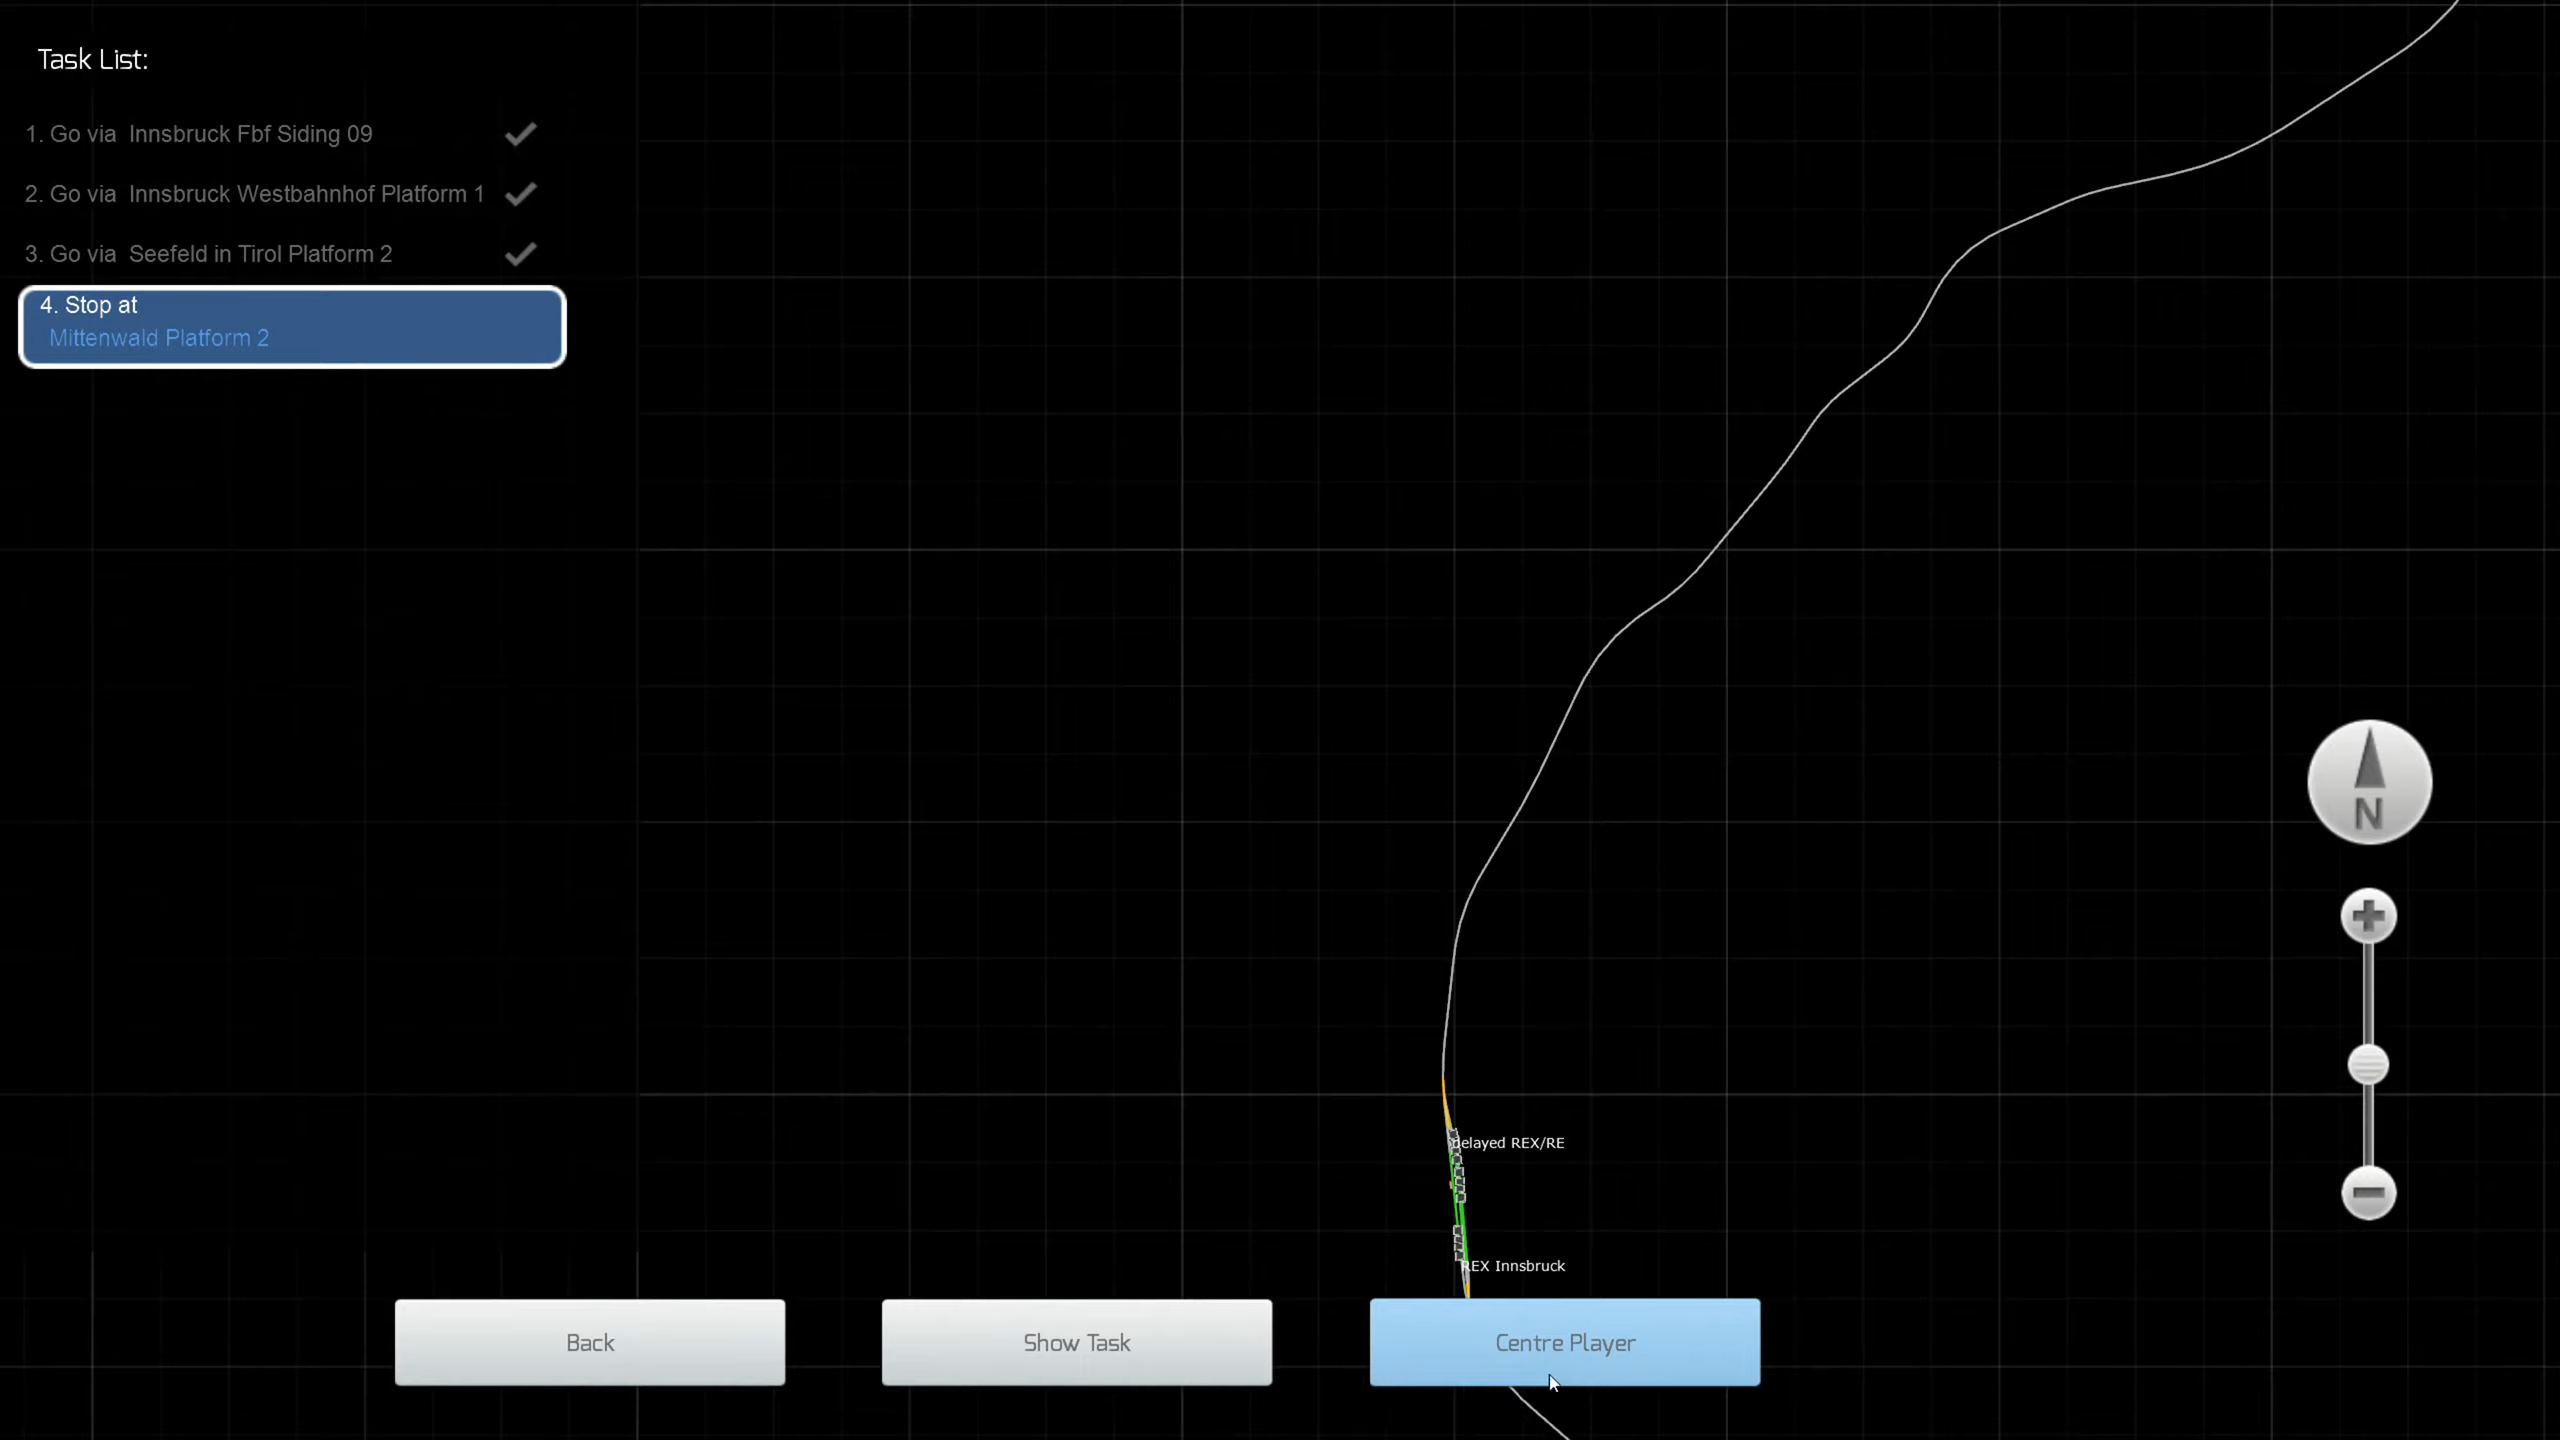 Task List:
1. Go via Innsbruck Fbf Siding 09
2. Go via Innsbruck Westbahnhof Platform 1
3. Go via Seefeld in Tirol Platform 2
4. Stop at
Mittenwald Platform 2
N
Delayed REX/RE
REX Innsbruck
Back
Show Task
Centre Player